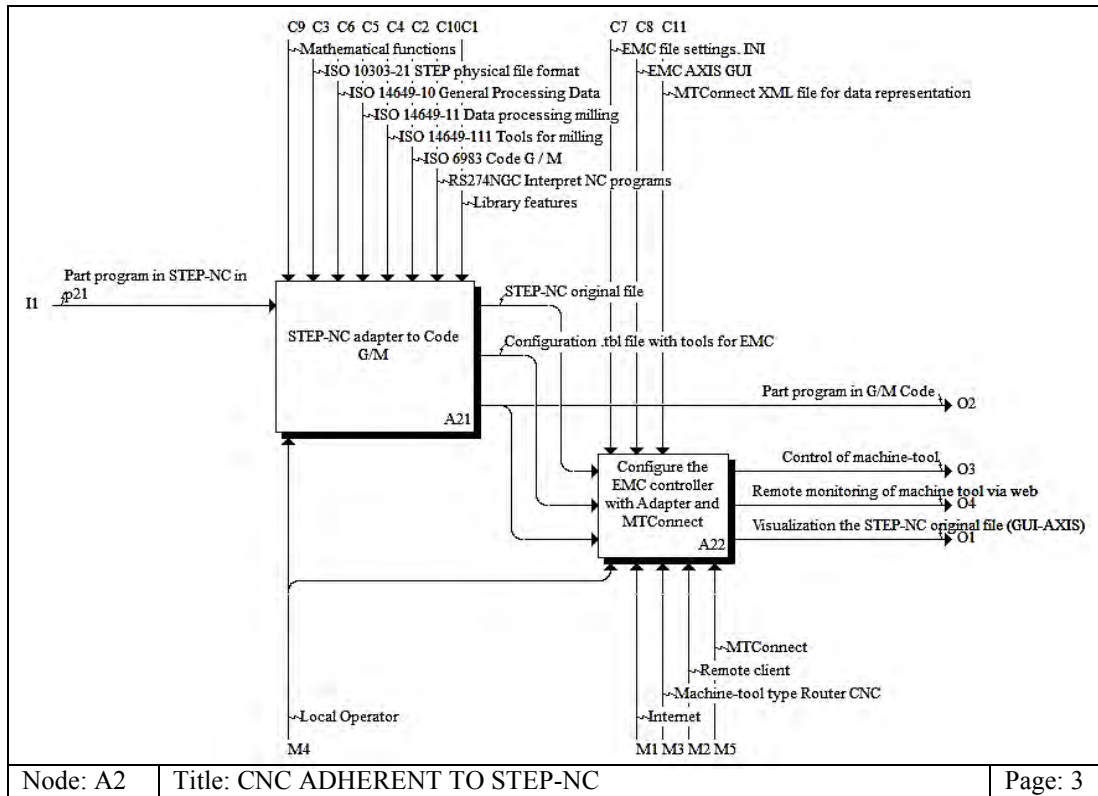 C9 C3 C6 C5 C4 C2 C10 C1
C7 C8 C11
Mathematical functions
ISO 10303-21 STEP physical file format
ISO 14649-10 General Processing Data
ISO 14649-11 Data processing milling
ISO 14649-111 Tools for milling
ISO 6983 Code G / M
RS274NGC Interpret NC programs
Library features
EMC file settings. INI
EMC AXIS GUI
MTConnect XML file for data representation
I1
Part program in STEP-NC in
p21
STEP-NC adapter to Code
G/M
A21
STEP-NC original file
Configuration .tbl file with tools for EMC
Part program in G/M Code
O2
Configure the
EMC controller
with Adapter and
MTConnect
A22
Control of machine-tool
O3
Remote monitoring of machine tool via web
O4
Visualization the STEP-NC original file (GUI-AXIS)
O1
MTConnect
Remote client
Machine-tool type Router CNC
Internet
Local Operator
M4
M1 M3 M2 M5
Node: A2
Title: CNC ADHERENT TO STEP-NC
Page: 3